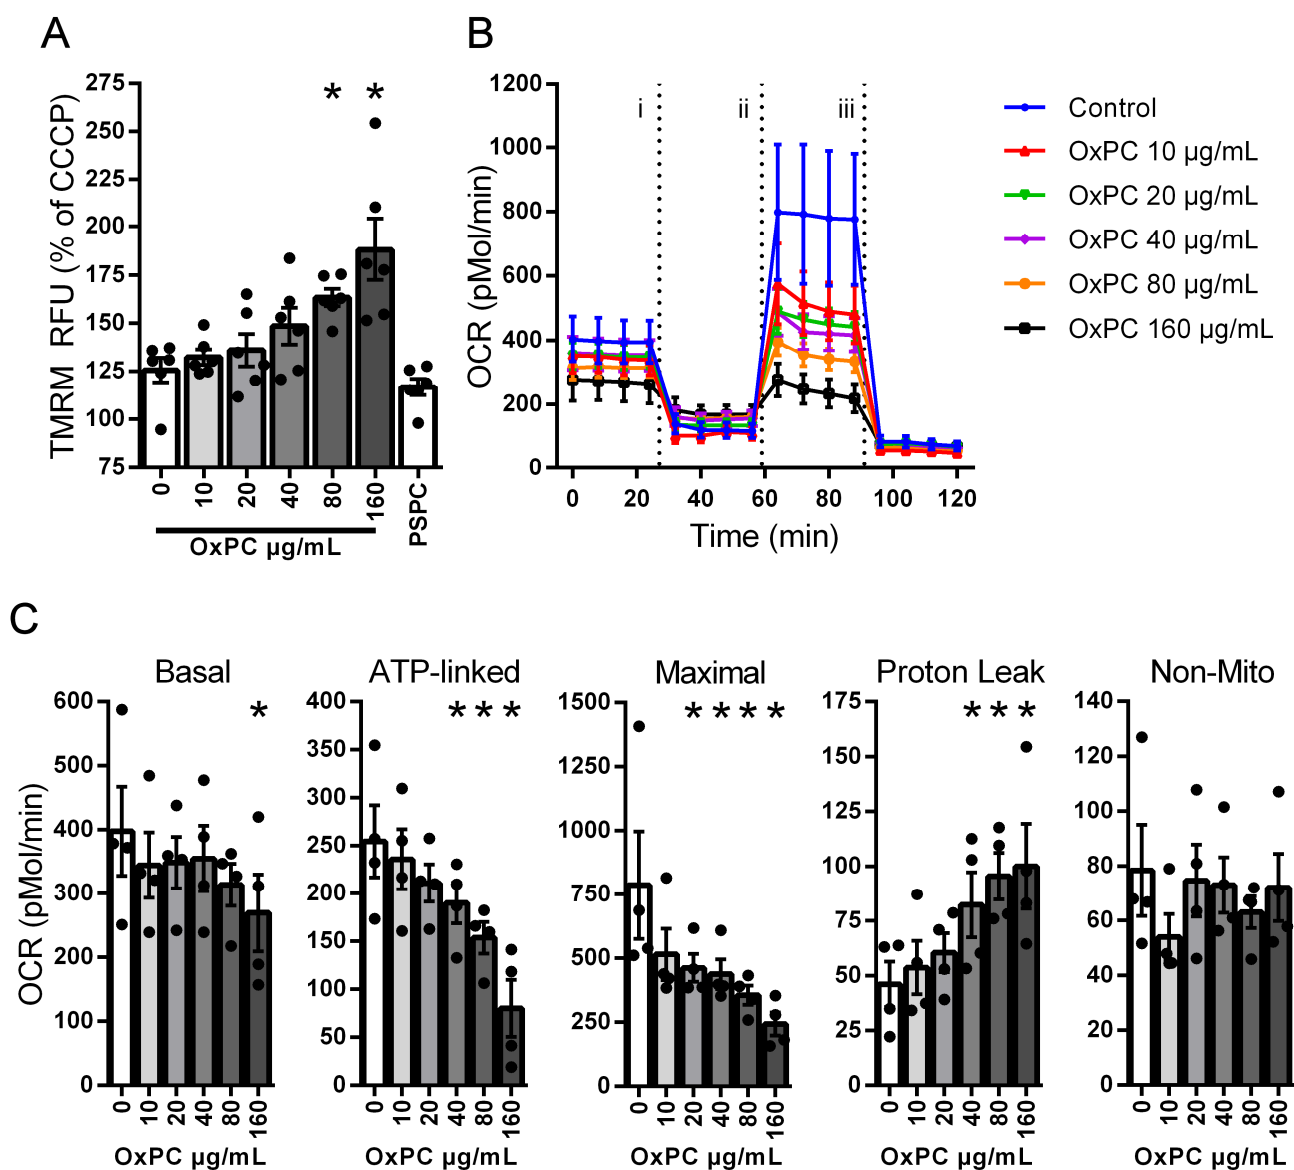 A
TMRM RFU (% of CCCP)
275
250
225
200
175
150
125
100
75
* *
0 10 20 40 80 160 PSPC
OxPC µg/mL
B
OCR (pMol/min)
1200
1000
800
600
400
200
0
i ii iii
0 20 40 60 80 100 120
Time (min)
Control
OxPC 10 µg/mL
OxPC 20 µg/mL
OxPC 40 µg/mL
OxPC 80 µg/mL
OxPC 160 µg/mL
C
OCR (pMol/min)
Basal
600
500
400
300
200
100
0
*
0 10 20 40 80 160
OxPC µg/mL
ATP-linked
400
350
300
250
200
150
100
50
0
* * *
0 10 20 40 80 160
OxPC µg/mL
Maximal
1500
1250
1000
750
500
250
0
* * * *
0 10 20 40 80 160
OxPC µg/mL
Proton Leak
175
150
125
100
75
50
25
0
* * *
0 10 20 40 80 160
OxPC µg/mL
Non-Mito
140
120
100
80
60
40
20
0
0 10 20 40 80 160
OxPC µg/mL